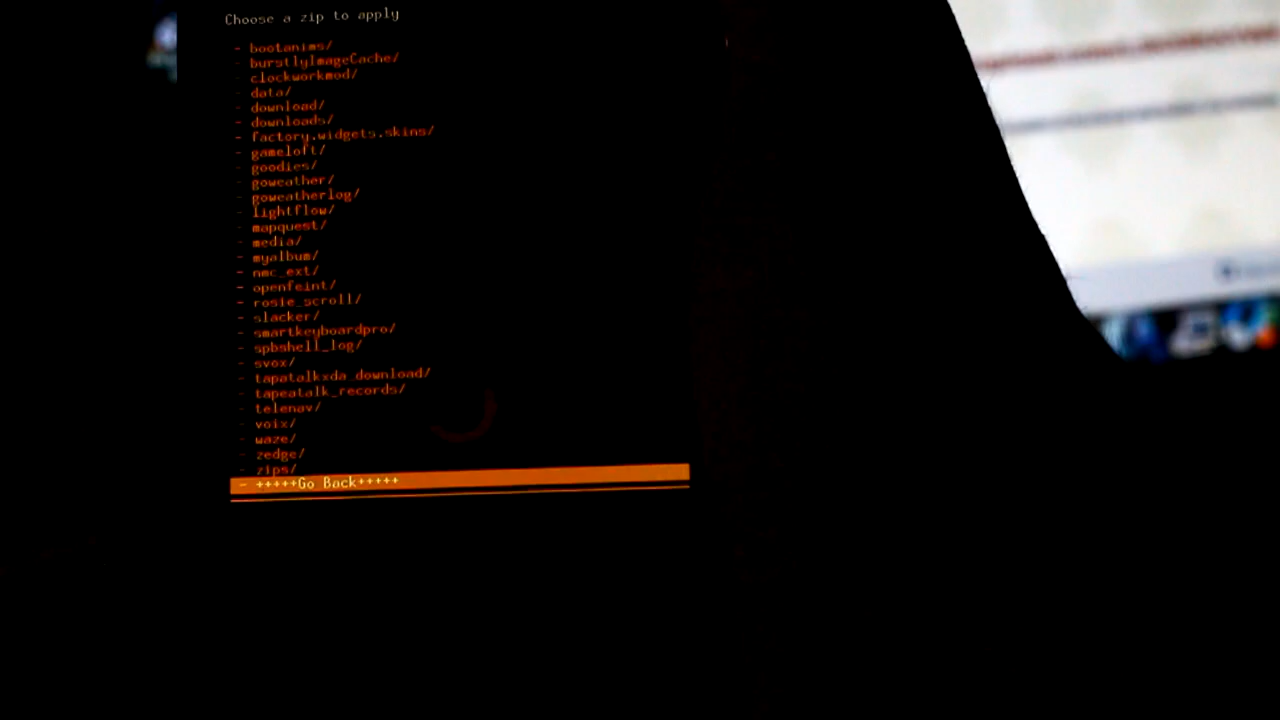 Choose a zip to apply
- bootanims/
- burstlyImageCache/
- clockworkmod/
- data/
- download/
- downloads/
- factory.widgets.skins/
- gameloft/
- goodies/
- goweather/
- goweatherlog/
- lightflow/
- mapquest/
- media/
- myalbum/
- nmc_ext/
- openfeint/
- rosie_scroll/
- slacker/
- smartkeyboardpro/
- spbshell_log/
- svox/
- tapatalkxda_download/
- tapeatalk_records/
- telenav/
- voix/
- waze/
- zedge/
- zips/
- +++++Go Back+++++